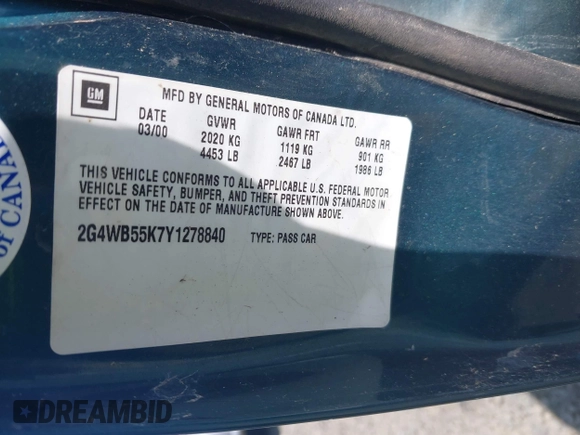 GM
MFD BY GENERAL MOTORS OF CANADA LTD.
DATE GVWR GAWR FRT GAWR RR
03/00 2020 KG 1119 KG 901 KG
4453 LB 2467 LB 1986 LB
THIS VEHICLE CONFORMS TO ALL APPLICABLE U.S. FEDERAL MOTOR
VEHICLE SAFETY, BUMPER, AND THEFT PREVENTION STANDARDS IN
EFFECT ON THE DATE OF MANUFACTURE SHOWN ABOVE.
2G4WB55K7Y1278840 TYPE: PASS CAR
of CANA
DREAMBID